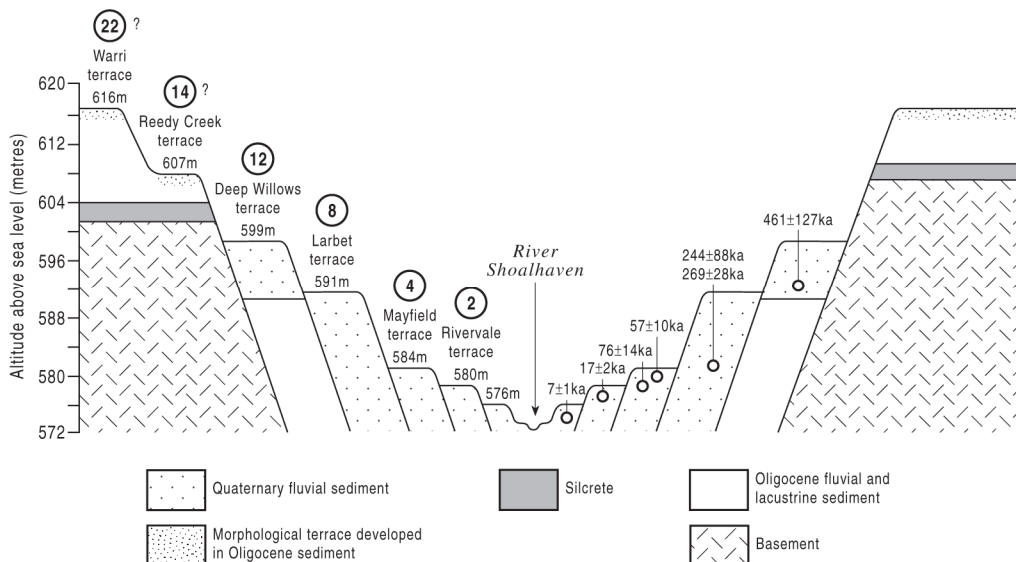 22 ?
Warri
terrace
616m
14 ?
Reedy Creek
terrace
607m
12
Deep Willows
terrace
599m
8
Larbet
terrace
591m
4
Mayfield
terrace
584m
2
Rivervale
terrace
580m
576m
River
Shoalhaven
7±1ka
17±2ka
76±14ka
57±10ka
244±88ka
269±28ka
461±127ka
Altitude above sea level (metres)
620
612
604
596
588
580
572
Quaternary fluvial sediment
Silcrete
Oligocene fluvial and
lacustrine sediment
Morphological terrace developed
in Oligocene sediment
Basement